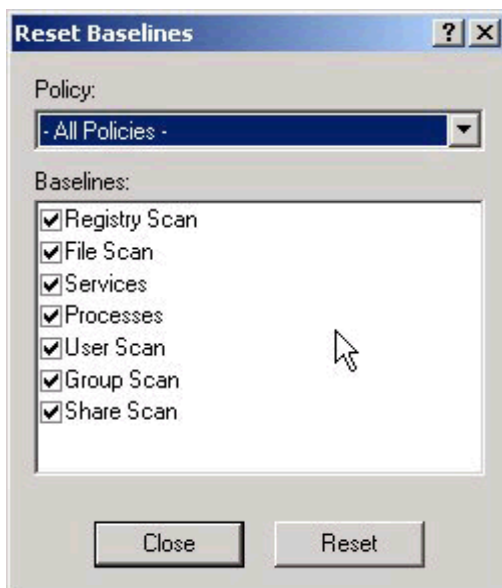 Reset Baselines
Policy:
- All Policies -
Baselines:
Registry Scan
File Scan
Services
Processes
User Scan
Group Scan
Share Scan
Close Reset